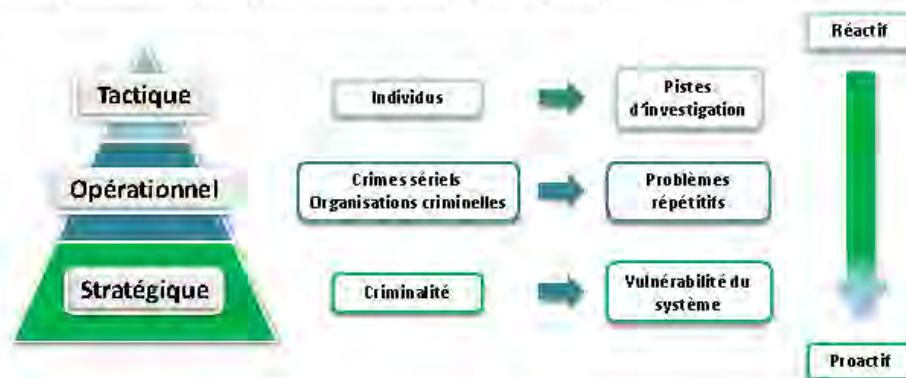 Réactif
Tactique
Individus
Pistes
d'investigation
Opérationnel
Crimes sériels
Organisations criminelles
Problèmes
répétitifs
Stratégique
Criminalité
Vulnérabilité du
système
Proactif